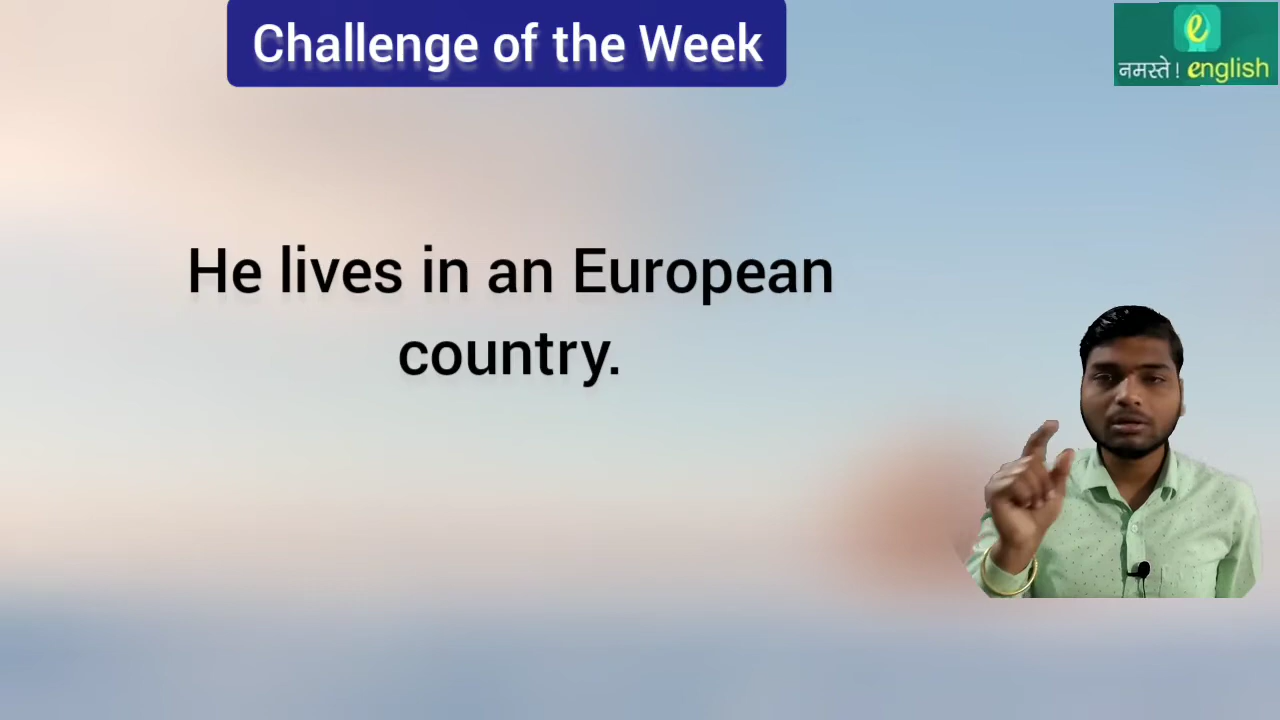 Challenge of the Week
e
नमस्ते ! english
He lives in an European
country.